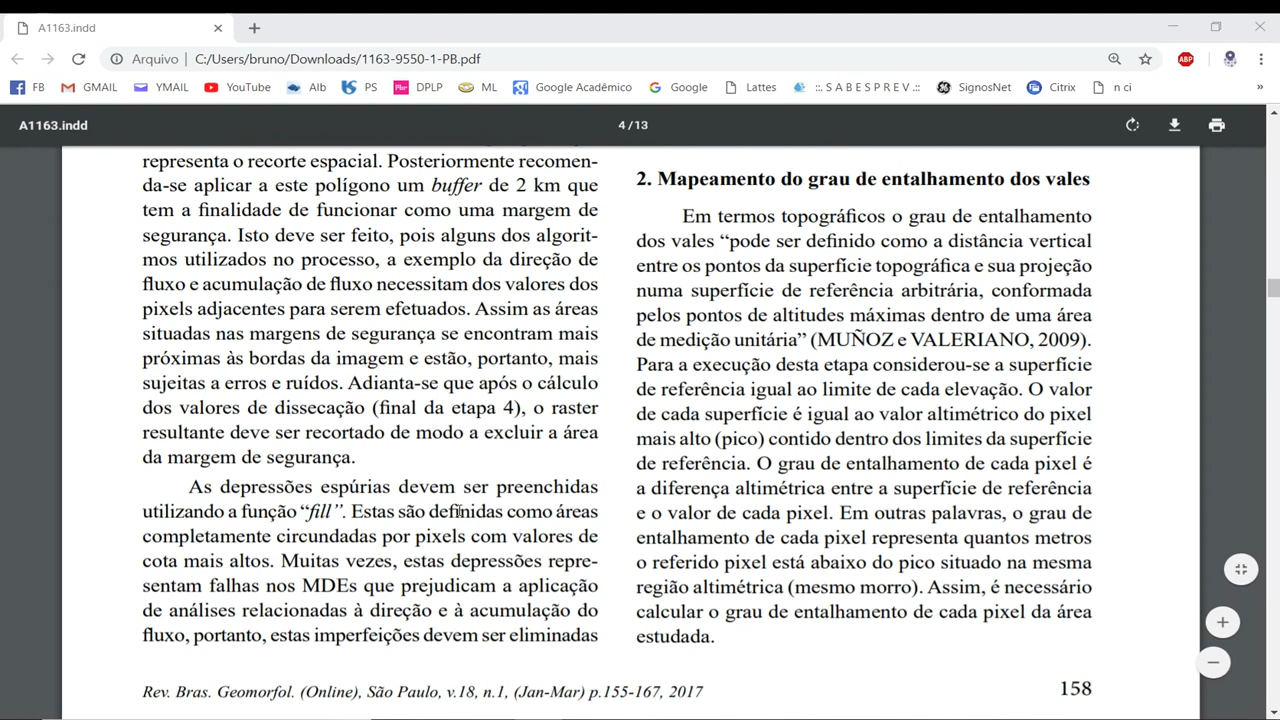 A1163.indd
Arquivo C:/Users/bruno/Downloads/1163-9550-1-PB.pdf
ABP
FB GMAIL YMAIL YouTube Alb PS DPLP ML Google Acadêmico Google Lattes .:: S A B E S P R E V .:: SignosNet Citrix n ci »
A1163.indd 4 / 13
representa o recorte espacial. Posteriormente recomen-
da-se aplicar a este polígono um buffer de 2 km que
tem a finalidade de funcionar como uma margem de
segurança. Isto deve ser feito, pois alguns dos algorit-
mos utilizados no processo, a exemplo da direção de
fluxo e acumulação de fluxo necessitam dos valores dos
pixels adjacentes para serem efetuados. Assim as áreas
situadas nas margens de segurança se encontram mais
próximas às bordas da imagem e estão, portanto, mais
sujeitas a erros e ruídos. Adianta-se que após o cálculo
dos valores de dissecação (final da etapa 4), o raster
resultante deve ser recortado de modo a excluir a área
da margem de segurança.
As depressões espúrias devem ser preenchidas
utilizando a função “fill”. Estas são definidas como áreas
completamente circundadas por pixels com valores de
cota mais altos. Muitas vezes, estas depressões repre-
sentam falhas nos MDEs que prejudicam a aplicação
de análises relacionadas à direção e à acumulação do
fluxo, portanto, estas imperfeições devem ser eliminadas
2. Mapeamento do grau de entalhamento dos vales
Em termos topográficos o grau de entalhamento
dos vales “pode ser definido como a distância vertical
entre os pontos da superfície topográfica e sua projeção
numa superfície de referência arbitrária, conformada
pelos pontos de altitudes máximas dentro de uma área
de medição unitária” (MUÑOZ e VALERIANO, 2009).
Para a execução desta etapa considerou-se a superfície
de referência igual ao limite de cada elevação. O valor
de cada superfície é igual ao valor altimétrico do pixel
mais alto (pico) contido dentro dos limites da superfície
de referência. O grau de entalhamento de cada pixel é
a diferença altimétrica entre a superfície de referência
e o valor de cada pixel. Em outras palavras, o grau de
entalhamento de cada pixel representa quantos metros
o referido pixel está abaixo do pico situado na mesma
região altimétrica (mesmo morro). Assim, é necessário
calcular o grau de entalhamento de cada pixel da área
estudada.
Rev. Bras. Geomorfol. (Online), São Paulo, v.18, n.1, (Jan-Mar) p.155-167, 2017
158